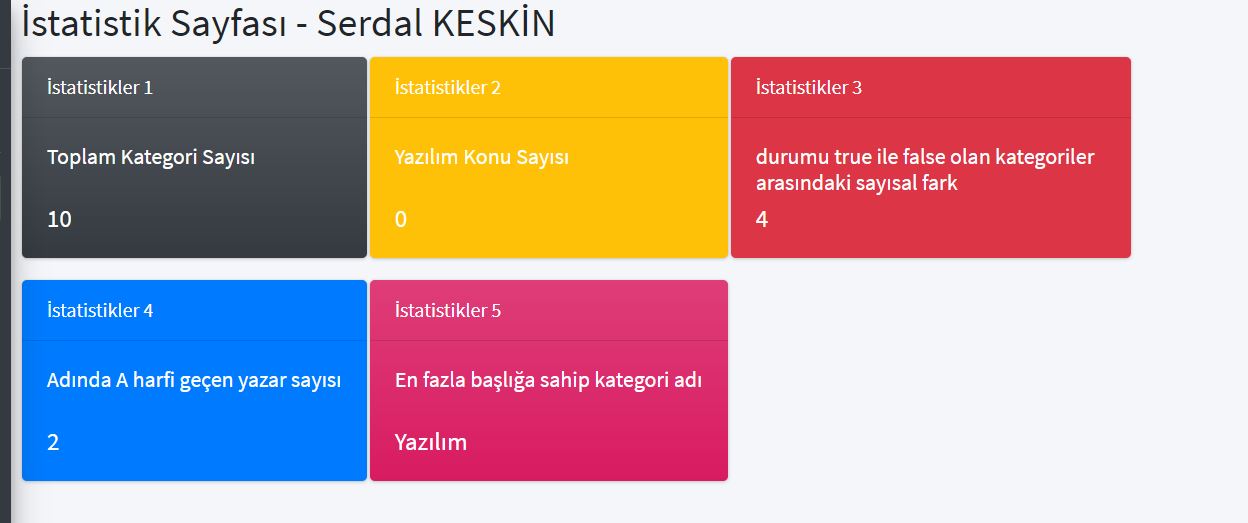 İstatistik Sayfası - Serdal KESKİN
İstatistikler 1
Toplam Kategori Sayısı
10
İstatistikler 2
Yazılım Konu Sayısı
0
İstatistikler 3
durumu true ile false olan kategoriler
arasındaki sayısal fark
4
İstatistikler 4
Adında A harfi geçen yazar sayısı
2
İstatistikler 5
En fazla başlığa sahip kategori adı
Yazılım